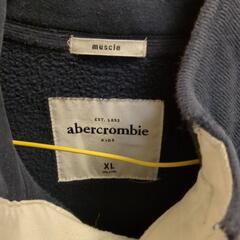 muscle
EST. 1892
abercrombie
KIDS
XL